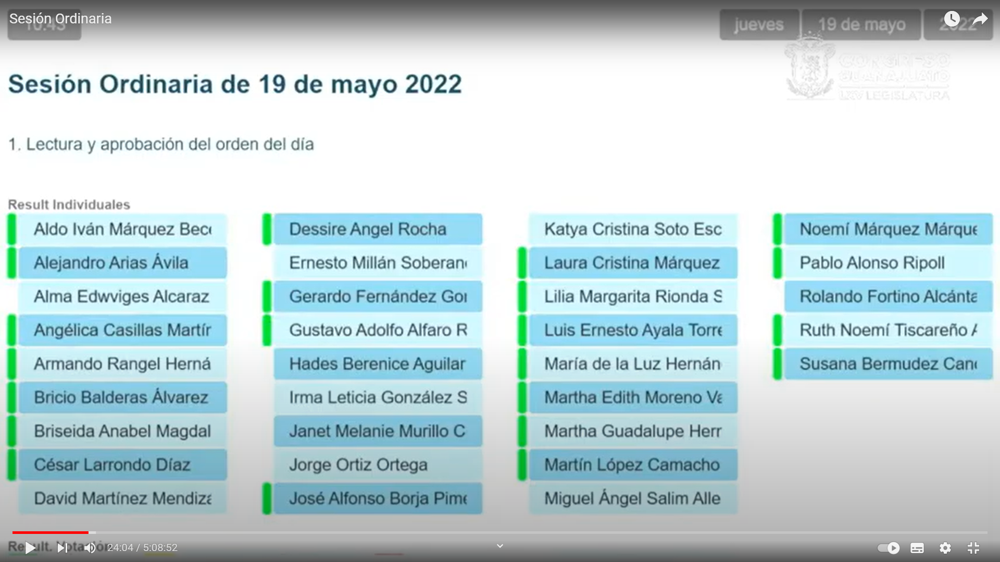 Sesión Ordinaria
10:43
jueves 19 de mayo 2022
CONGRESO
GUANAJUATO
LXV LEGISLATURA
Sesión Ordinaria de 19 de mayo 2022
1. Lectura y aprobación del orden del día
Result Individuales
Aldo Iván Márquez Bece
Alejandro Arias Ávila
Alma Edwviges Alcaraz
Angélica Casillas Martír
Armando Rangel Herná
Bricio Balderas Álvarez
Briseida Anabel Magdal
César Larrondo Díaz
David Martínez Mendiza
Dessire Angel Rocha
Ernesto Millán Soberan
Gerardo Fernández Gor
Gustavo Adolfo Alfaro R
Hades Berenice Aguilar
Irma Leticia González S
Janet Melanie Murillo C
Jorge Ortiz Ortega
José Alfonso Borja Pime
Katya Cristina Soto Esc
Laura Cristina Márquez
Lilia Margarita Rionda S
Luis Ernesto Ayala Torre
María de la Luz Hernán
Martha Edith Moreno Va
Martha Guadalupe Herr
Martín López Camacho
Miguel Ángel Salim Alle
Noemí Márquez Márque
Pablo Alonso Ripoll
Rolando Fortino Alcánta
Ruth Noemí Tiscareño A
Susana Bermudez Canc
Result. Votación
24:04 / 5:08:52